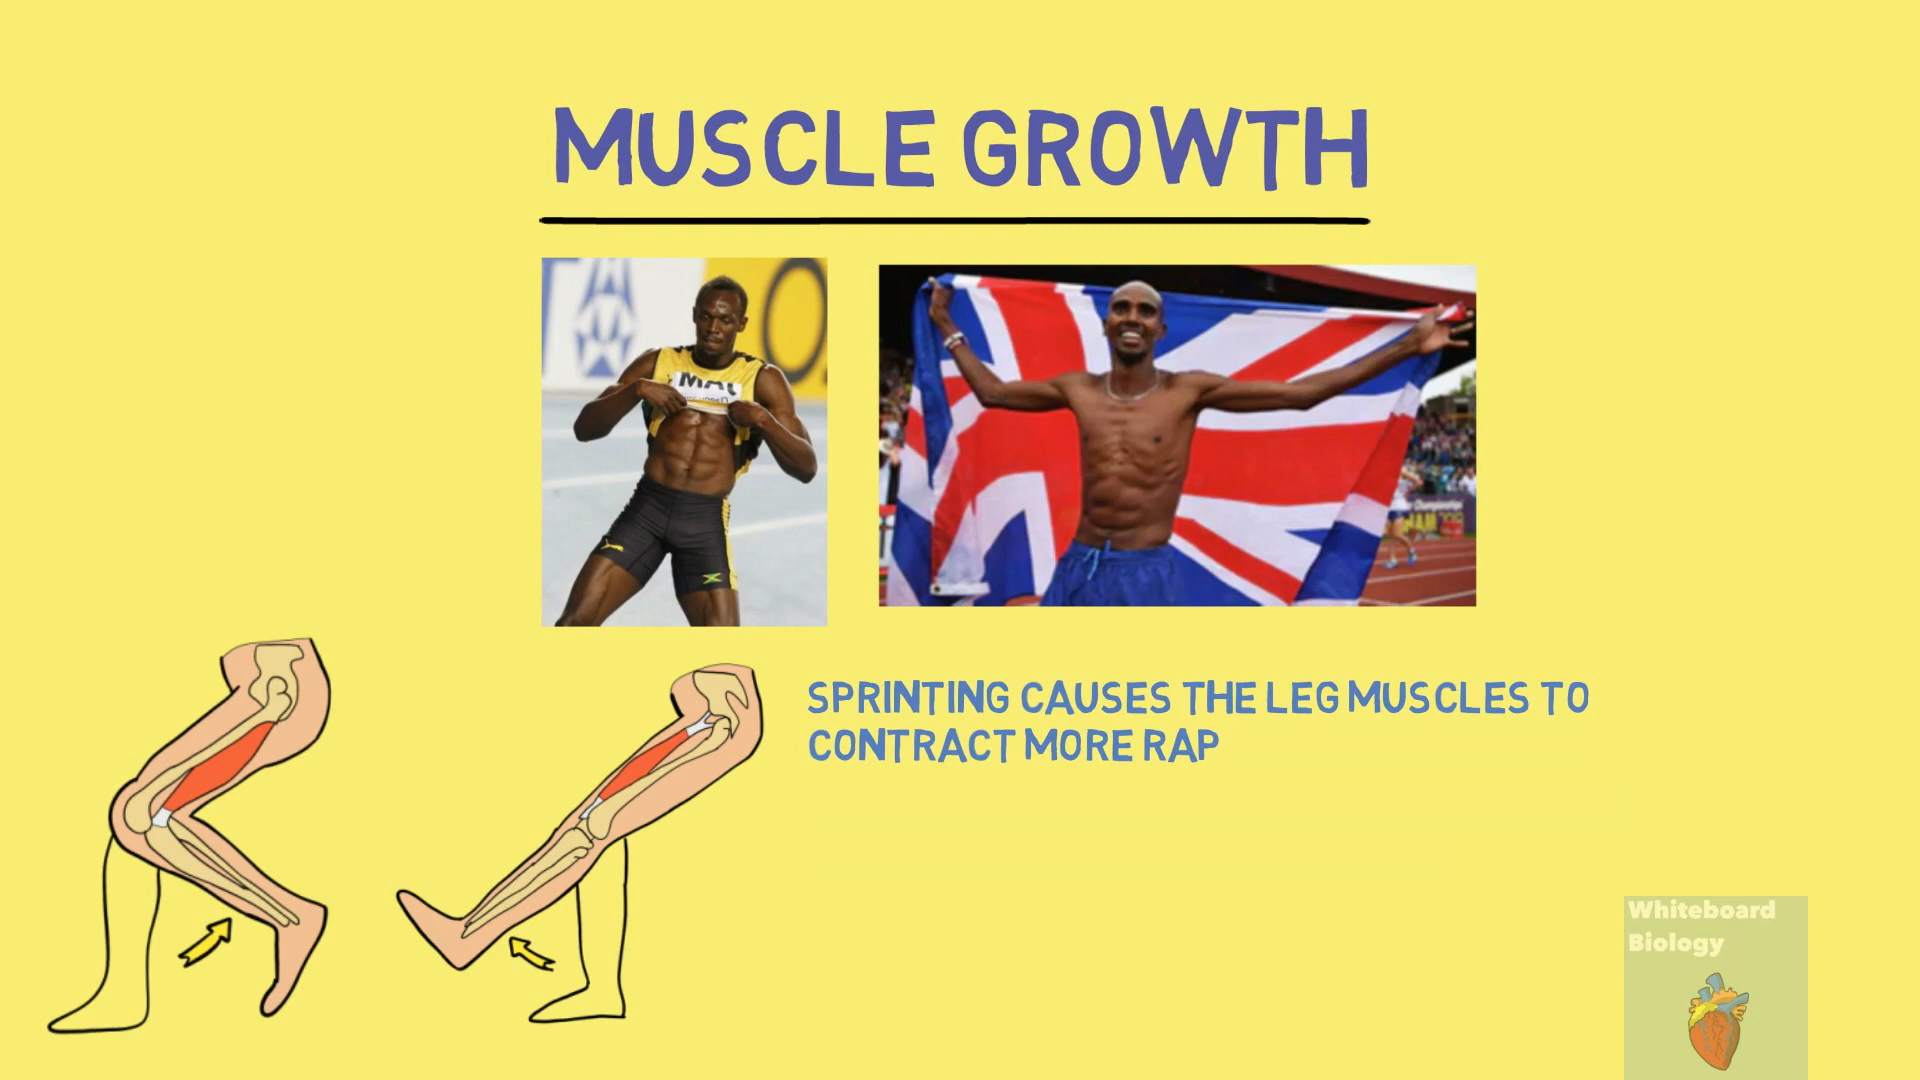 MUSCLE GROWTH
SPRINTING CAUSES THE LEG MUSCLES TO
CONTRACT MORE RAP
Whiteboard
Biology